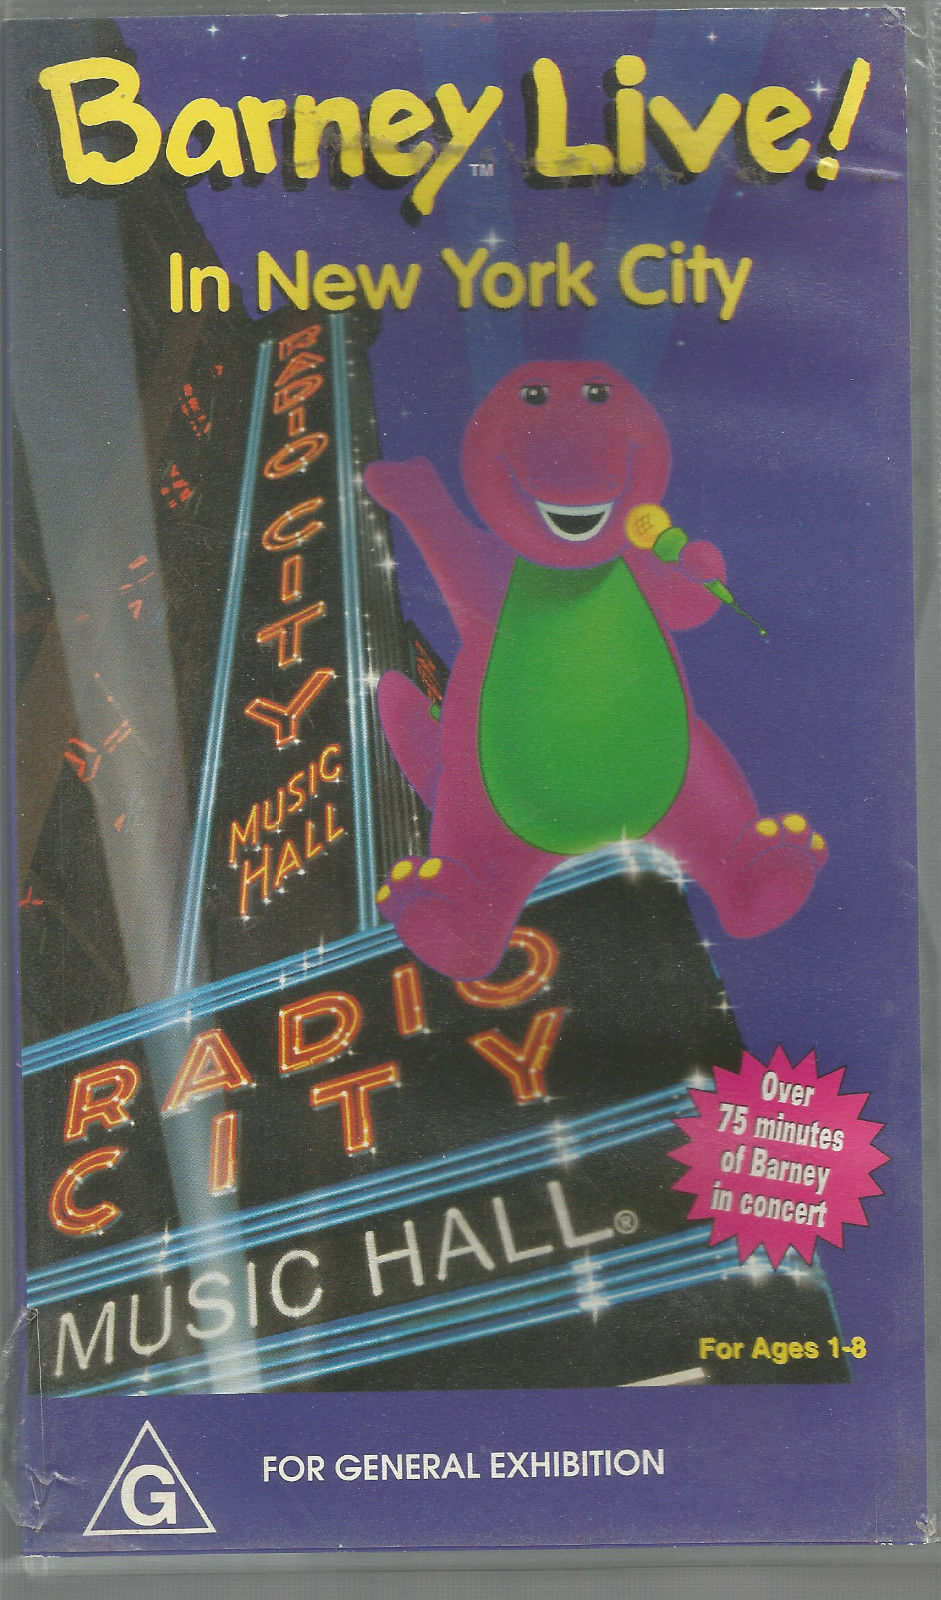 Barney Live!
TM
In New York City
RADIO CITY
MUSIC
HALL
RADIO
CITY
MUSIC HALL®
Over
75 minutes
of Barney
in concert
For Ages 1-8
G
FOR GENERAL EXHIBITION